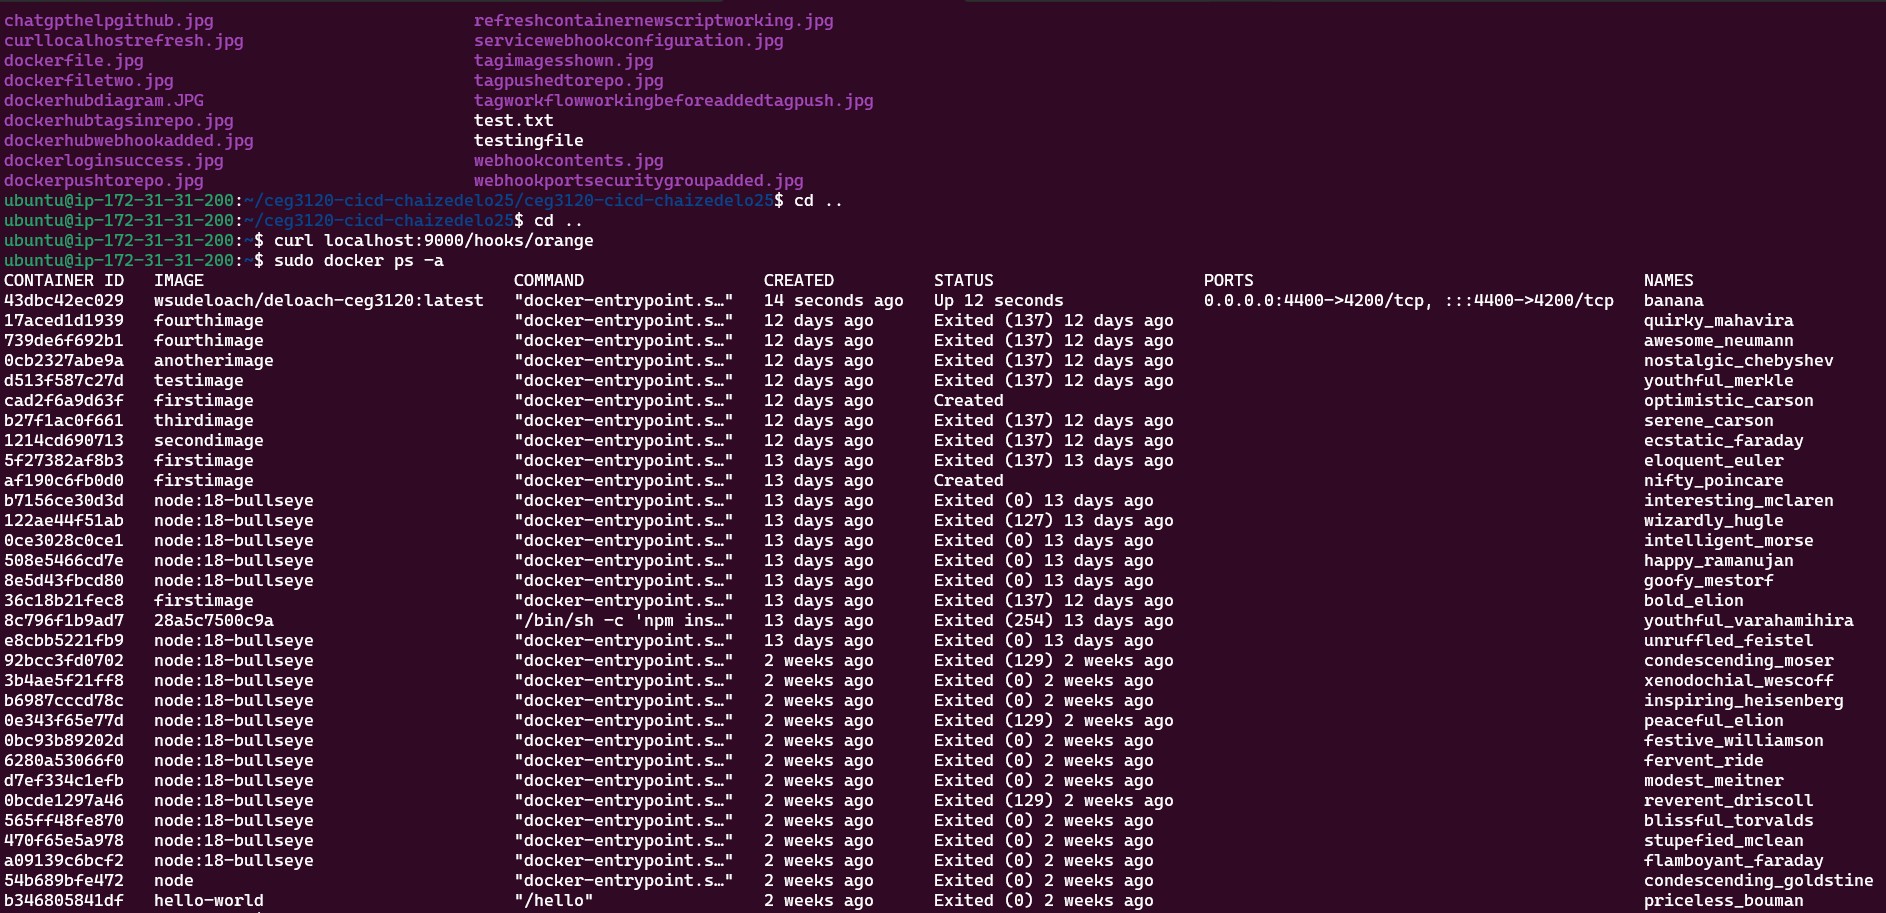 chatgpthelpgithub.jpg refreshcontainernewscriptworking.jpg
curllocalhostrefresh.jpg servicewebhookconfiguration.jpg
dockerfile.jpg tagimagesshown.jpg
dockerfiletwo.jpg tagpushedtorepo.jpg
dockerhubdiagram.JPG tagworkflowworkingbeforeaddedtagpush.jpg
dockerhubtagsinrepo.jpg test.txt
dockerhubwebhookadded.jpg testingfile
dockerloginsuccess.jpg webhookcontents.jpg
dockerpushtorepo.jpg webhookportsecuritygroupadded.jpg
ubuntu@ip-172-31-31-200:~/ceg3120-cicd-chaizedelo25/ceg3120-cicd-chaizedelo25$ cd ..
ubuntu@ip-172-31-31-200:~/ceg3120-cicd-chaizedelo25$ cd ..
ubuntu@ip-172-31-31-200:~$ curl localhost:9000/hooks/orange
ubuntu@ip-172-31-31-200:~$ sudo docker ps -a
CONTAINER ID IMAGE COMMAND CREATED STATUS PORTS NAMES
43dbc42ec029 wsudeloach/deloach-ceg3120:latest "docker-entrypoint.s…" 14 seconds ago Up 12 seconds 0.0.0.0:4400->4200/tcp, :::4400->4200/tcp banana
17aced1d1939 fourthimage "docker-entrypoint.s…" 12 days ago Exited (137) 12 days ago quirky_mahavira
739de6f692b1 fourthimage "docker-entrypoint.s…" 12 days ago Exited (137) 12 days ago awesome_neumann
0cb2327abe9a anotherimage "docker-entrypoint.s…" 12 days ago Exited (137) 12 days ago nostalgic_chebyshev
d513f587c27d testimage "docker-entrypoint.s…" 12 days ago Exited (137) 12 days ago youthful_merkle
cad2f6a9d63f firstimage "docker-entrypoint.s…" 12 days ago Created optimistic_carson
b27f1ac0f661 thirdimage "docker-entrypoint.s…" 12 days ago Exited (137) 12 days ago serene_carson
1214cd690713 secondimage "docker-entrypoint.s…" 12 days ago Exited (137) 12 days ago ecstatic_faraday
5f27382af8b3 firstimage "docker-entrypoint.s…" 13 days ago Exited (137) 13 days ago eloquent_euler
af190c6fb0d0 firstimage "docker-entrypoint.s…" 13 days ago Created nifty_poincare
b7156ce30d3d node:18-bullseye "docker-entrypoint.s…" 13 days ago Exited (0) 13 days ago interesting_mclaren
122ae44f51ab node:18-bullseye "docker-entrypoint.s…" 13 days ago Exited (127) 13 days ago wizardly_hugle
0ce3028c0ce1 node:18-bullseye "docker-entrypoint.s…" 13 days ago Exited (0) 13 days ago intelligent_morse
508e5466cd7e node:18-bullseye "docker-entrypoint.s…" 13 days ago Exited (0) 13 days ago happy_ramanujan
8e5d43fbcd80 node:18-bullseye "docker-entrypoint.s…" 13 days ago Exited (0) 13 days ago goofy_mestorf
36c18b21fec8 firstimage "docker-entrypoint.s…" 13 days ago Exited (137) 12 days ago bold_elion
8c796f1b9ad7 28a5c7500c9a "/bin/sh -c 'npm ins…" 13 days ago Exited (254) 13 days ago youthful_varahamihira
e8cbb5221fb9 node:18-bullseye "docker-entrypoint.s…" 13 days ago Exited (0) 13 days ago unruffled_feistel
92bcc3fd0702 node:18-bullseye "docker-entrypoint.s…" 2 weeks ago Exited (129) 2 weeks ago condescending_moser
3b4ae5f21ff8 node:18-bullseye "docker-entrypoint.s…" 2 weeks ago Exited (0) 2 weeks ago xenodochial_wescoff
b6987cccd78c node:18-bullseye "docker-entrypoint.s…" 2 weeks ago Exited (0) 2 weeks ago inspiring_heisenberg
0e343f65e77d node:18-bullseye "docker-entrypoint.s…" 2 weeks ago Exited (129) 2 weeks ago peaceful_elion
0bc93b89202d node:18-bullseye "docker-entrypoint.s…" 2 weeks ago Exited (0) 2 weeks ago festive_williamson
6280a53066f0 node:18-bullseye "docker-entrypoint.s…" 2 weeks ago Exited (0) 2 weeks ago fervent_ride
d7ef334c1efb node:18-bullseye "docker-entrypoint.s…" 2 weeks ago Exited (0) 2 weeks ago modest_meitner
0bcde1297a46 node:18-bullseye "docker-entrypoint.s…" 2 weeks ago Exited (129) 2 weeks ago reverent_driscoll
565ff48fe870 node:18-bullseye "docker-entrypoint.s…" 2 weeks ago Exited (0) 2 weeks ago blissful_torvalds
470f65e5a978 node:18-bullseye "docker-entrypoint.s…" 2 weeks ago Exited (0) 2 weeks ago stupefied_mclean
a09139c6bcf2 node:18-bullseye "docker-entrypoint.s…" 2 weeks ago Exited (0) 2 weeks ago flamboyant_faraday
54b689bfe472 node "docker-entrypoint.s…" 2 weeks ago Exited (0) 2 weeks ago condescending_goldstine
b346805841df hello-world "/hello" 2 weeks ago Exited (0) 2 weeks ago priceless_bouman